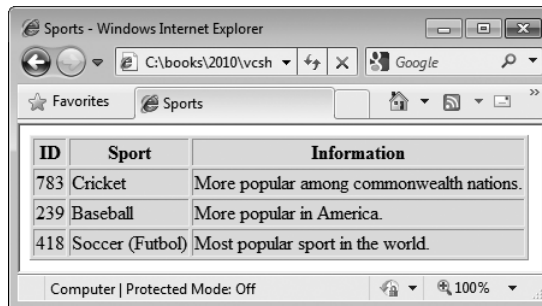 Sports - Windows Internet Explorer
C:\books\2010\vcsh
Google
Favorites
Sports
ID Sport Information
783 Cricket More popular among commonwealth nations.
239 Baseball More popular in America.
418 Soccer (Futbol) Most popular sport in the world.
Computer | Protected Mode: Off
100%